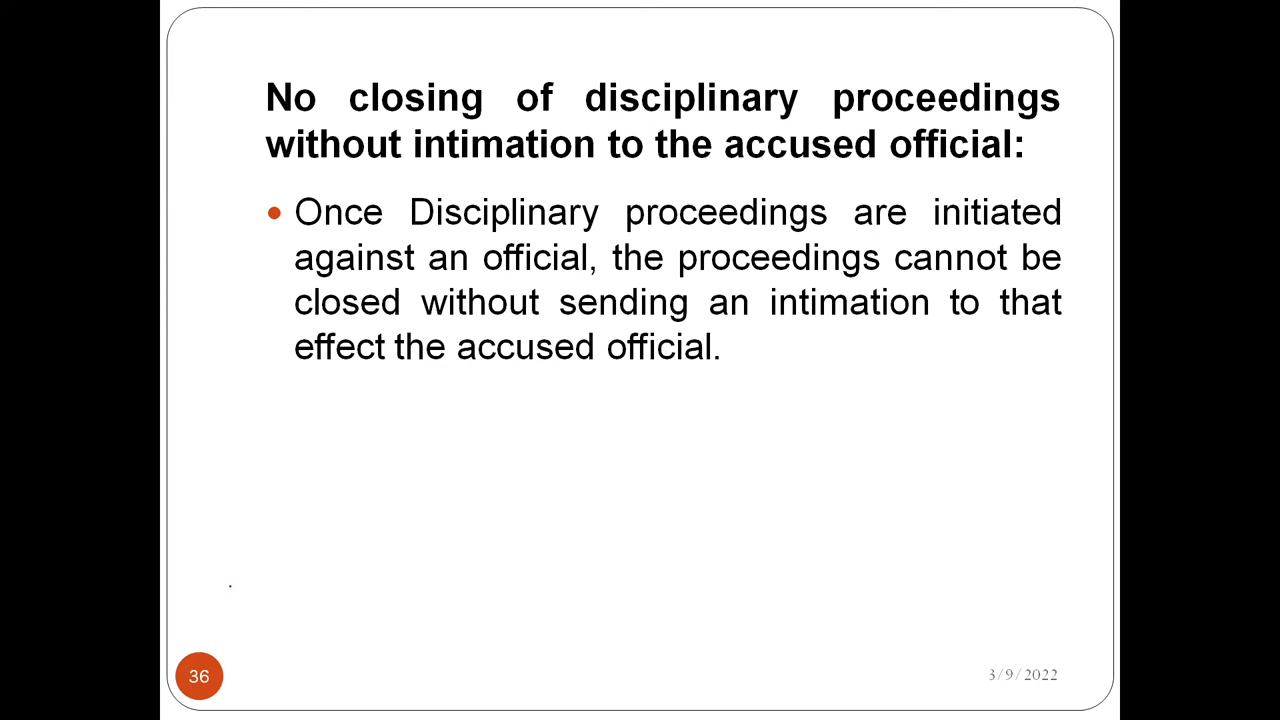 No closing of disciplinary proceedings
without intimation to the accused official:
• Once Disciplinary proceedings are initiated
against an official, the proceedings cannot be
closed without sending an intimation to that
effect the accused official.
36
3/9/2022